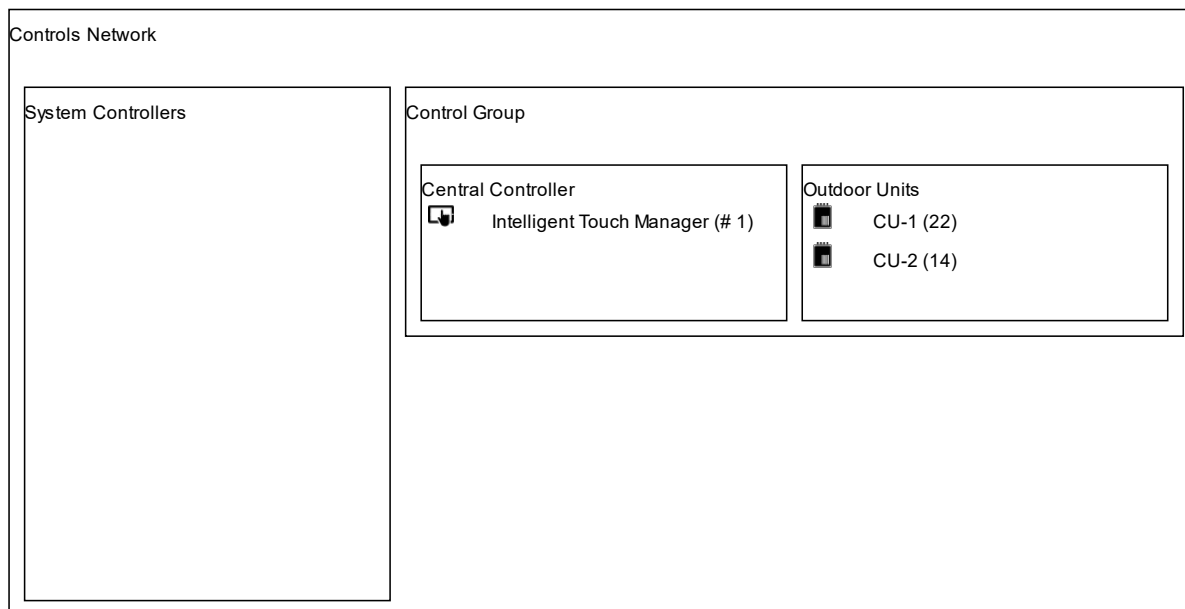 Controls Network
System Controllers
Control Group
Central Controller
Intelligent Touch Manager (# 1)
Outdoor Units
CU-1 (22)
CU-2 (14)